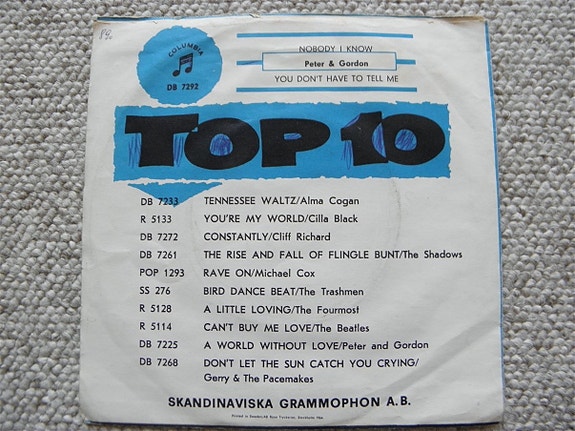 COLUMBIA
DB 7292
NOBODY I KNOW
Peter & Gordon
YOU DON'T HAVE TO TELL ME
TOP 10
DB 7233 TENNESSEE WALTZ/Alma Cogan
R 5133 YOU'RE MY WORLD/Cilla Black
DB 7272 CONSTANTLY/Cliff Richard
DB 7261 THE RISE AND FALL OF FLINGLE BUNT/The Shadows
POP 1293 RAVE ON/Michael Cox
SS 276 BIRD DANCE BEAT/The Trashmen
R 5128 A LITTLE LOVING/The Fourmost
R 5114 CAN'T BUY ME LOVE/The Beatles
DB 7225 A WORLD WITHOUT LOVE/Peter and Gordon
DB 7268 DON'T LET THE SUN CATCH YOU CRYING/
Gerry & The Pacemakes
SKANDINAVISKA GRAMMOPHON A.B.
Printed in Sweden